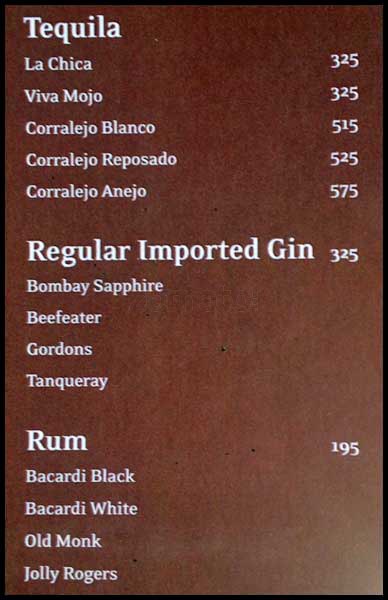 Tequila
La Chica 325
Viva Mojo 325
Corralejo Blanco 515
Corralejo Reposado 525
Corralejo Anejo 575
Regular Imported Gin 325
Bombay Sapphire
Beefeater
Gordons
Tanqueray
Rum 195
Bacardi Black
Bacardi White
Old Monk
Jolly Rogers